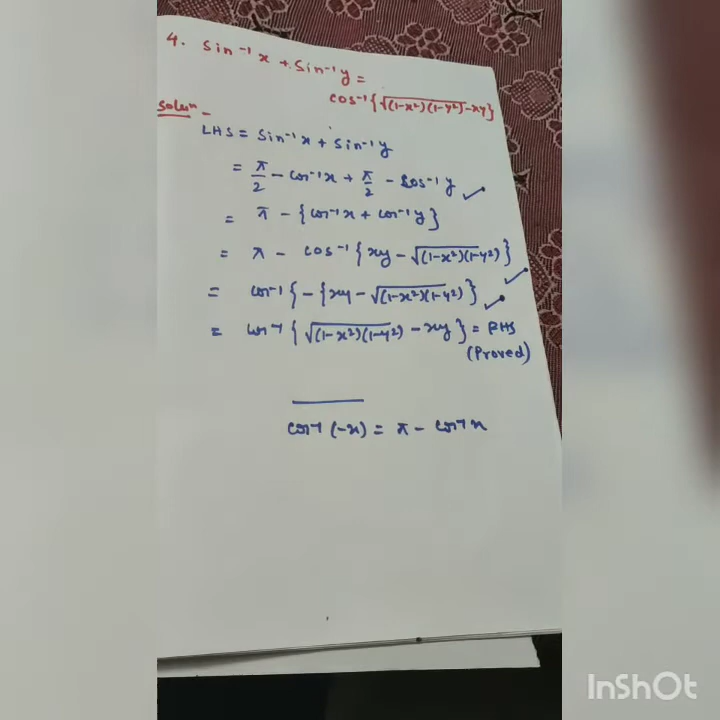 4. Sin⁻¹x + Sin⁻¹y =
cos⁻¹{√(1-x²)(1-y²) - xy}
Soluⁿ -
LHS = Sin⁻¹x + Sin⁻¹y
= π/2 - cos⁻¹x + π/2 - cos⁻¹y
= π - {cos⁻¹x + cos⁻¹y}
= π - cos⁻¹{xy - √(1-x²)(1-y²)}
= cos⁻¹{-{xy - √(1-x²)(1-y²)}
= cos⁻¹{√(1-x²)(1-y²) - xy} = RHS
(Proved)
cos⁻¹(-x) = π - cos⁻¹x
InShOt